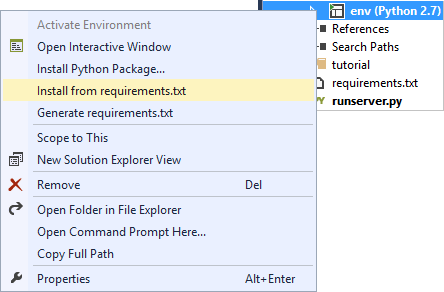 env (Python 2.7)
References
Search Paths
tutorial
requirements.txt
runserver.py
Activate Environment
Open Interactive Window
Install Python Package...
Install from requirements.txt
Generate requirements.txt
Scope to This
New Solution Explorer View
Remove Del
Open Folder in File Explorer
Open Command Prompt Here...
Copy Full Path
Properties Alt+Enter